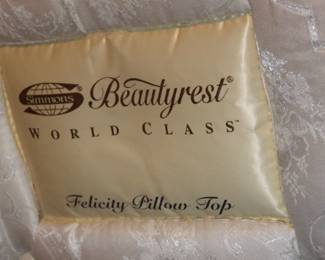 Simmons
Beautyrest®
WORLD CLASS™
Felicity Pillow Top